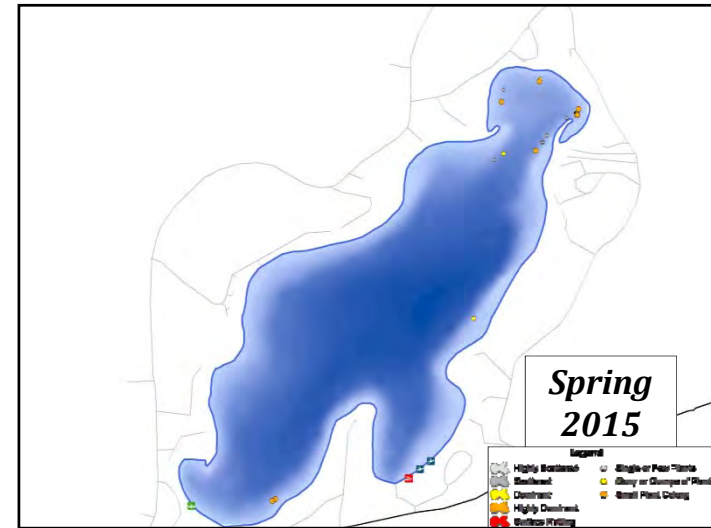 Spring
2015
Legend
Highly Scattered
Scattered
Dominant
Highly Dominant
Surface Matting
Single or Few Plants
Clump of Plants
Small Plant Colony